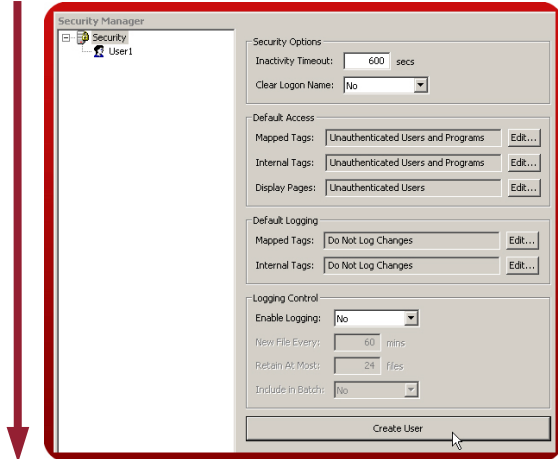 Security Manager
Security
User1
Security Options
Inactivity Timeout: 600 secs
Clear Logon Name: No
Default Access
Mapped Tags: Unauthenticated Users and Programs Edit...
Internal Tags: Unauthenticated Users and Programs Edit...
Display Pages: Unauthenticated Users Edit...
Default Logging
Mapped Tags: Do Not Log Changes Edit...
Internal Tags: Do Not Log Changes Edit...
Logging Control
Enable Logging: No
New File Every: 60 mins
Retain At Most: 24 files
Include in Batch: No
Create User